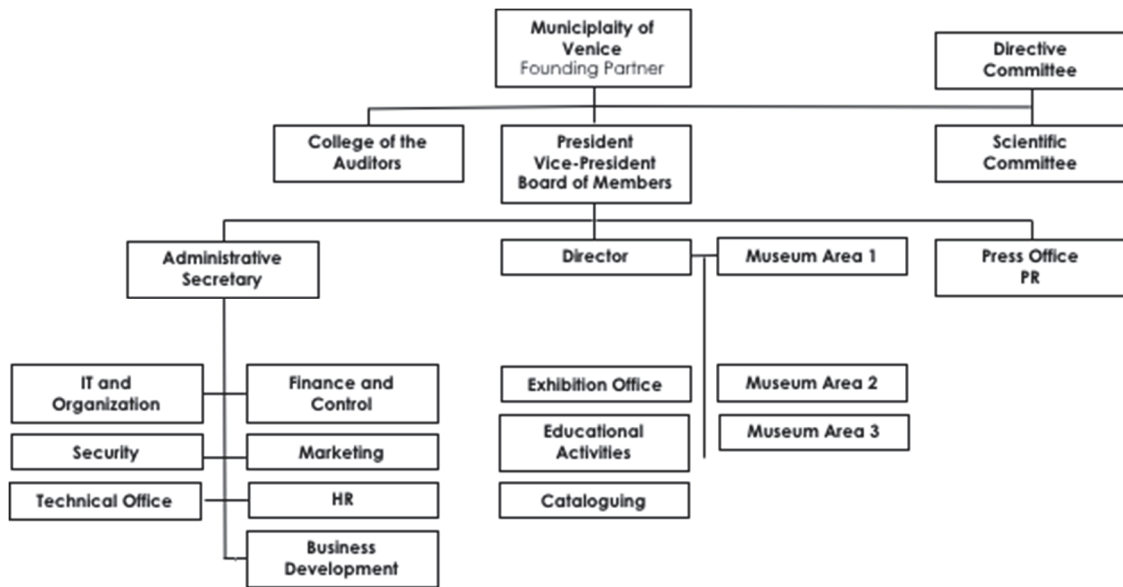 Municiplaity of
Venice
Founding Partner
Directive
Committee
College of the
Auditors
President
Vice-President
Board of Members
Scientific
Committee
Administrative
Secretary
Director
Museum Area 1
Press Office
PR
IT and
Organization
Finance and
Control
Exhibition Office
Museum Area 2
Security
Marketing
Educational
Activities
Museum Area 3
Technical Office
HR
Cataloguing
Business
Development